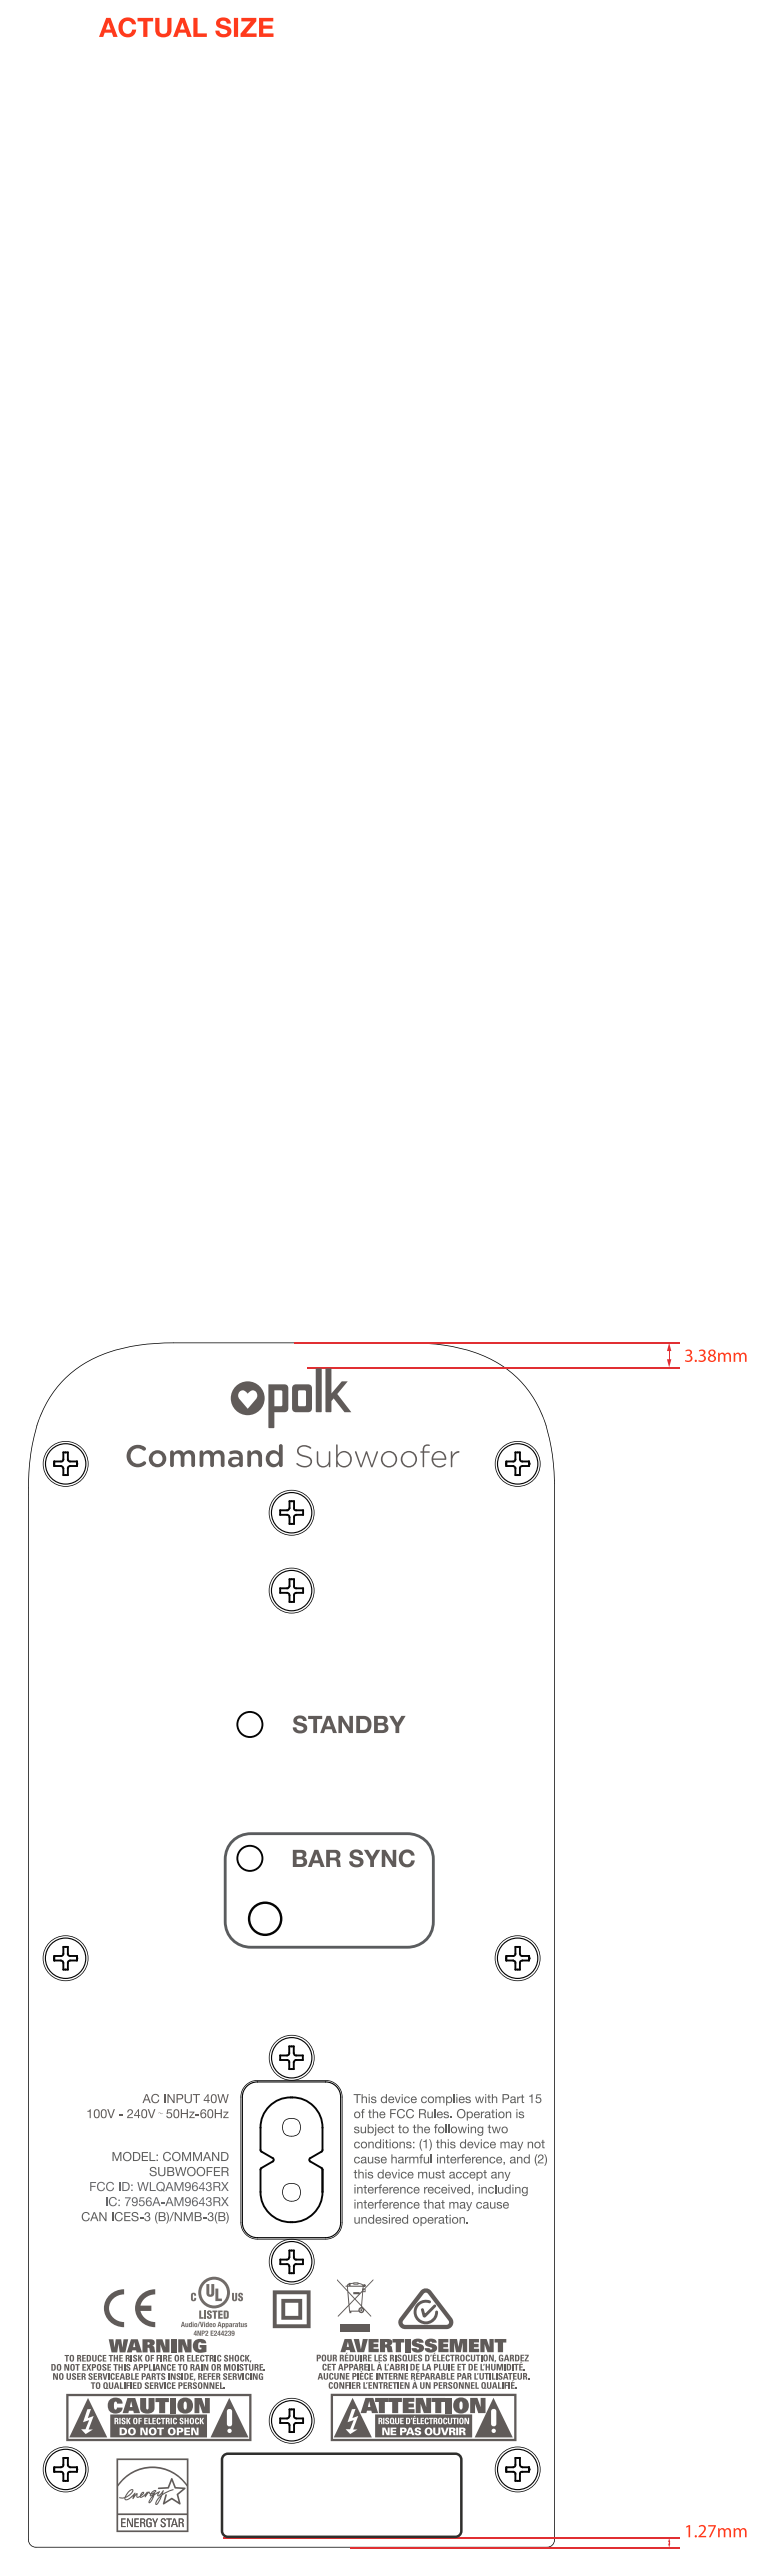 ACTUAL SIZE
3.38mm
polk
Command Subwoofer
STANDBY
BAR SYNC
AC INPUT 40W
100V - 240V ~ 50Hz-60Hz
MODEL: COMMAND
SUBWOOFER
FCC ID: WLQAM9643RX
IC: 7956A-AM9643RX
CAN ICES-3 (B)/NMB-3(B)
This device complies with Part 15
of the FCC Rules. Operation is
subject to the following two
conditions: (1) this device may not
cause harmful interference, and (2)
this device must accept any
interference received, including
interference that may cause
undesired operation.
CE
C UL US
LISTED
Audio/Video Apparatus
4NP2 E244239
WARNING
TO REDUCE THE RISK OF FIRE OR ELECTRIC SHOCK,
DO NOT EXPOSE THIS APPLIANCE TO RAIN OR MOISTURE.
NO USER SERVICEABLE PARTS INSIDE, REFER SERVICING
TO QUALIFIED SERVICE PERSONNEL.
CAUTION
RISK OF ELECTRIC SHOCK
DO NOT OPEN
AVERTISSEMENT
POUR RÉDUIRE LES RISQUES D'ÉLECTROCUTION, GARDEZ
CET APPAREIL À L'ABRI DE LA PLUIE ET DE L'HUMIDITÉ.
AUCUNE PIÈCE INTERNE RÉPARABLE PAR L'UTILISATEUR.
CONFIER L'ENTRETIEN À UN PERSONNEL QUALIFIÉ.
ATTENTION
RISQUE D'ÉLECTROCUTION
NE PAS OUVRIR
energy
ENERGY STAR
1.27mm